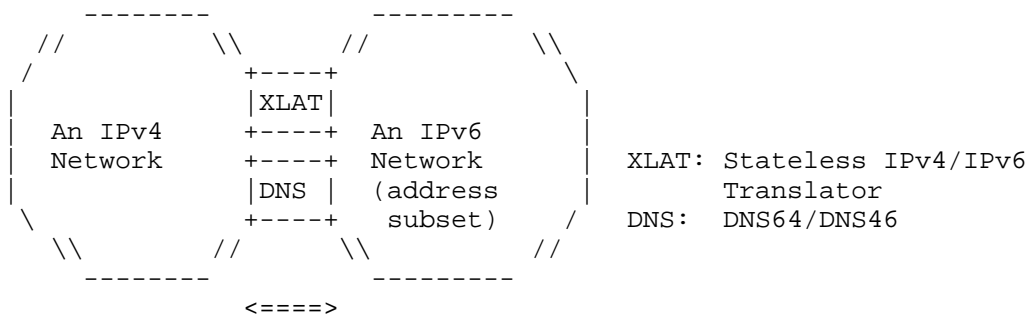 XLAT
An IPv4 An IPv6
Network Network XLAT: Stateless IPv4/IPv6
DNS (address Translator
subset) DNS: DNS64/DNS46
<====>